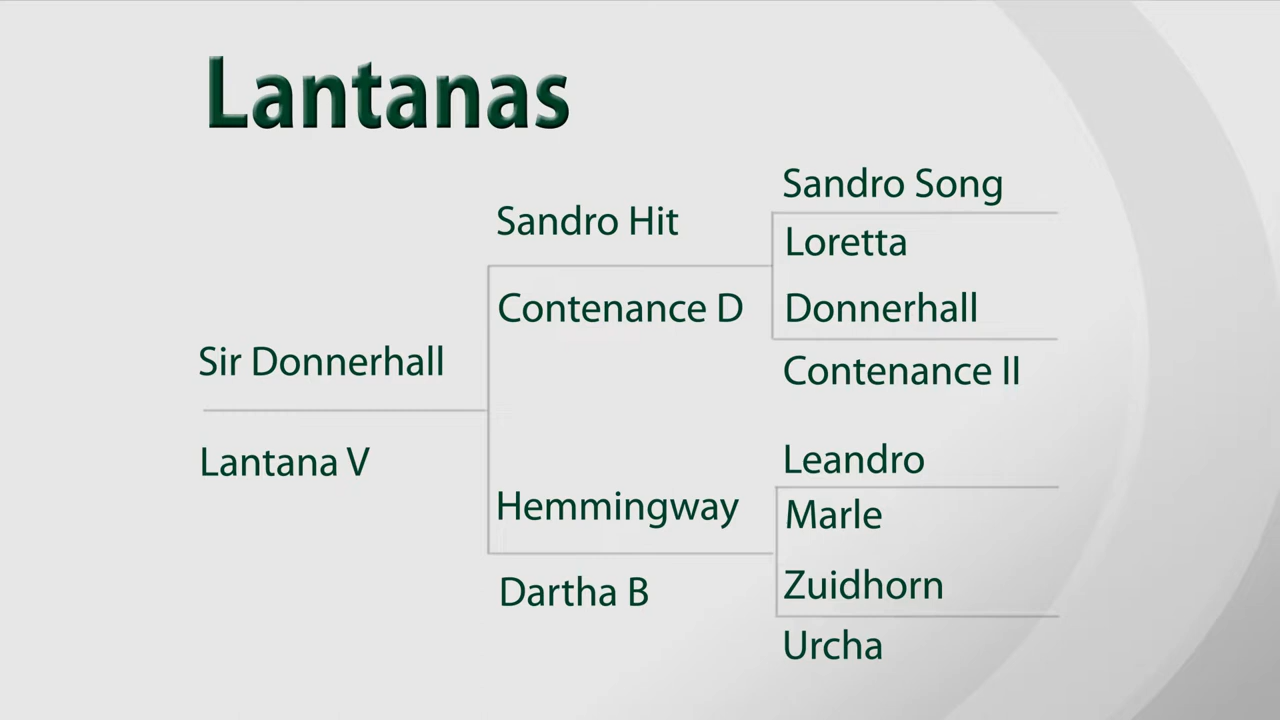 Lantanas
Sandro Song
Sandro Hit
Loretta
Contenance D
Donnerhall
Sir Donnerhall
Contenance II
Lantana V
Leandro
Hemmingway
Marle
Dartha B
Zuidhorn
Urcha